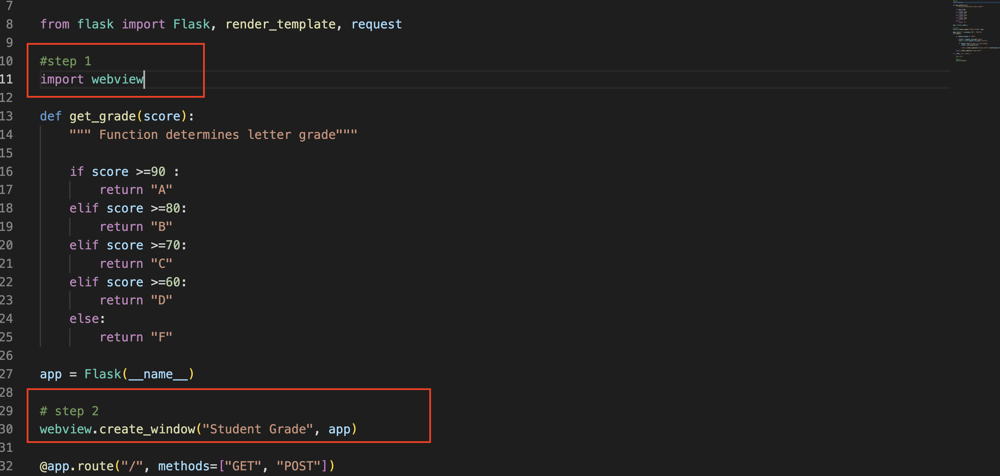 7
8 from flask import Flask, render_template, request
9
10 #step 1
11 import webview
12
13 def get_grade(score):
14     """ Function determines letter grade"""
15
16     if score >=90 :
17         return "A"
18     elif score >=80:
19         return "B"
20     elif score >=70:
21         return "C"
22     elif score >=60:
23         return "D"
24     else:
25         return "F"
26
27 app = Flask(__name__)
28
29 # step 2
30 webview.create_window("Student Grade", app)
31
32 @app.route("/", methods=["GET", "POST"])